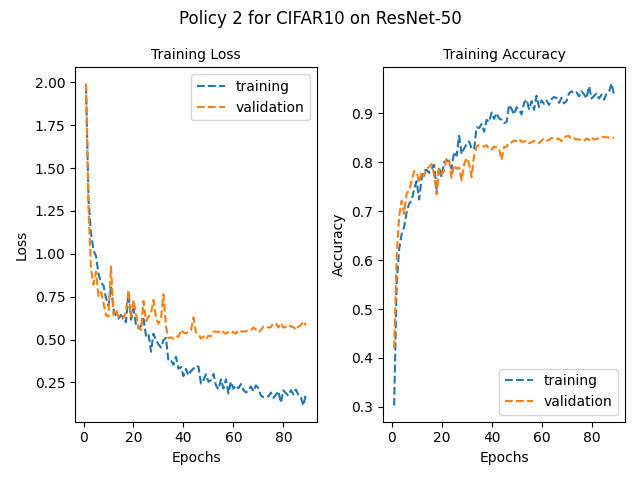 Policy 2 for CIFAR10 on ResNet-50
Training Loss
training
validation
2.00
1.75
1.50
1.25
1.00
0.75
0.50
0.25
Loss
0
20
40
60
80
Epochs
Training Accuracy
0.9
0.8
0.7
0.6
0.5
0.4
0.3
Accuracy
training
validation
0
20
40
60
80
Epochs